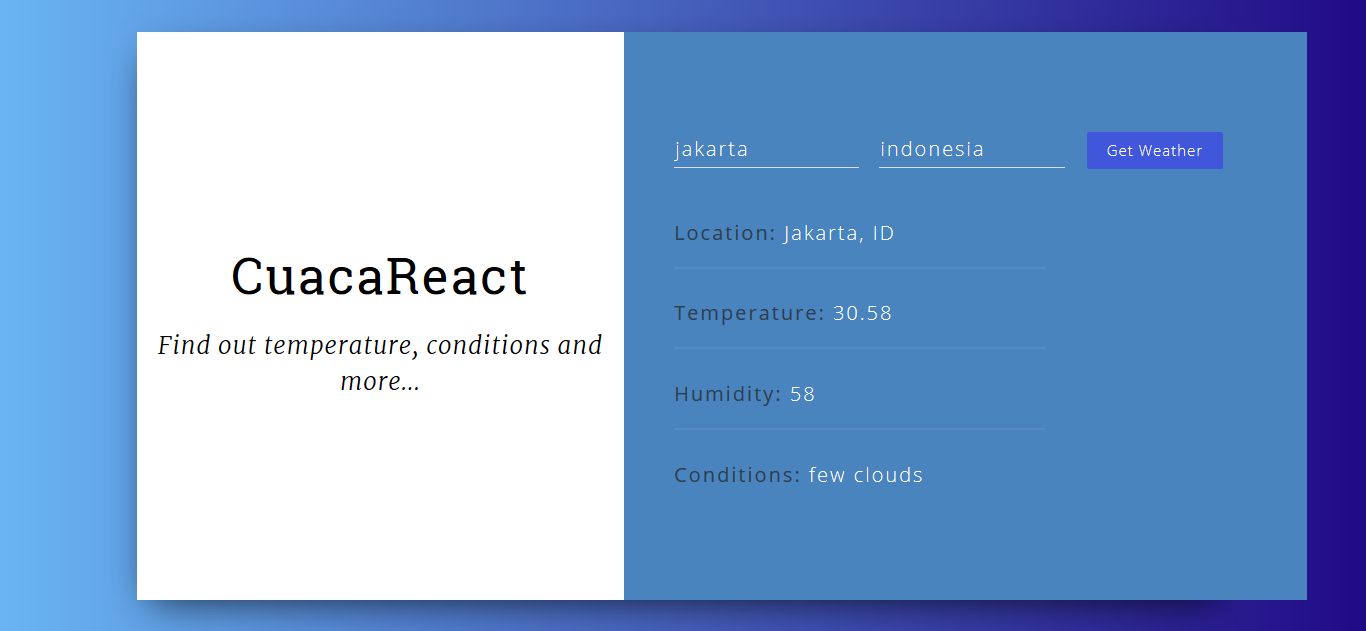 CuacaReact
Find out temperature, conditions and
more...
jakarta
indonesia
Get Weather
Location: Jakarta, ID
Temperature: 30.58
Humidity: 58
Conditions: few clouds